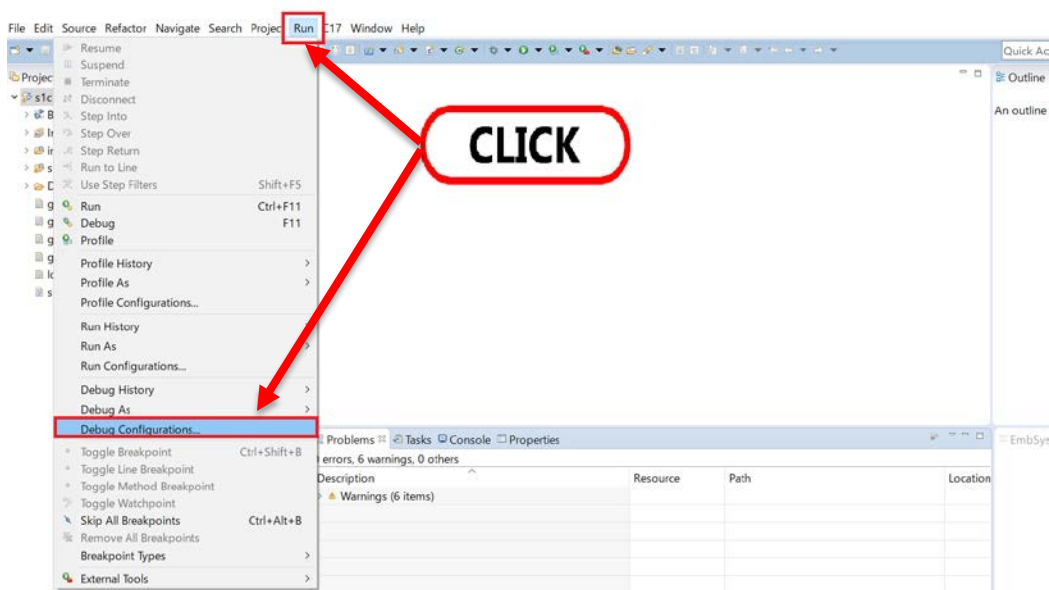 File Edit Source Refactor Navigate Search Projec Run C17 Window Help
Resume
Quick Ac
Suspend
Projec
Terminate
Outline
s1c
Disconnect
B
Step Into
An outline
Step Over
Step Return
s
Run to Line
D
Use Step Filters Shift+F5
g
Run Ctrl+F11
g
Debug F11
g
Profile
g
Profile History
Profile As
s
Profile Configurations...
Run History
Run As
Run Configurations...
Debug History
Debug As
Debug Configurations...
CLICK
Problems Tasks Console Properties
EmbSys
Toggle Breakpoint Ctrl+Shift+B
errors, 6 warnings, 0 others
Toggle Line Breakpoint
Description Resource Path Location
Toggle Method Breakpoint
Warnings (6 items)
Toggle Watchpoint
Skip All Breakpoints Ctrl+Alt+B
Remove All Breakpoints
Breakpoint Types
External Tools